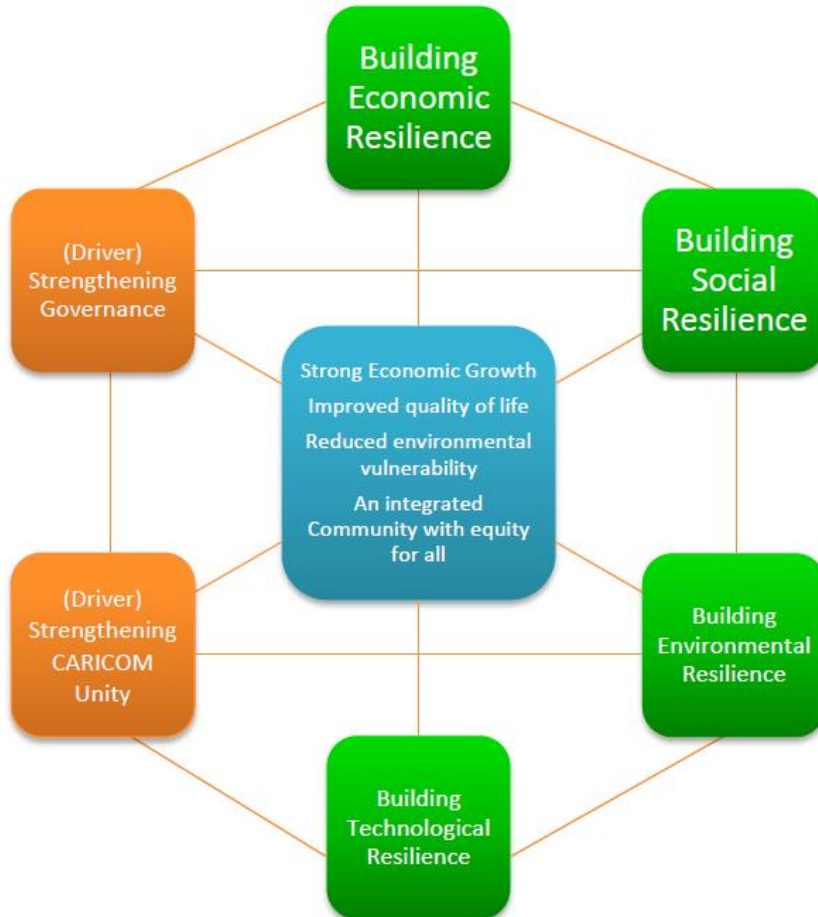 Building
Economic
Resilience
(Driver)
Strengthening
Governance
Building
Social
Resilience
Strong Economic Growth
Improved quality of life
Reduced environmental
vulnerability
An integrated
Community with equity
for all
(Driver)
Strengthening
CARICOM
Unity
Building
Environmental
Resilience
Building
Technological
Resilience